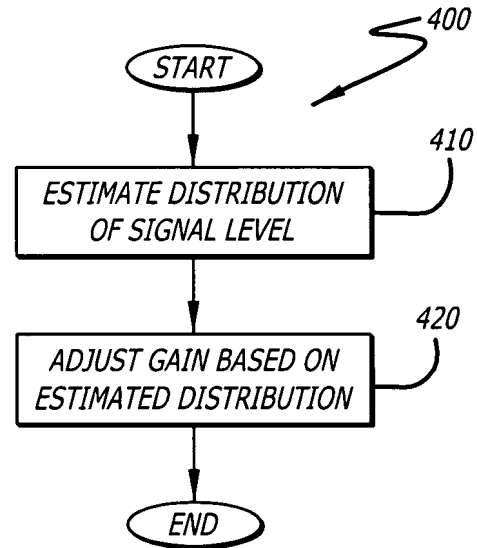 400
START
410
ESTIMATE DISTRIBUTION
OF SIGNAL LEVEL
420
ADJUST GAIN BASED ON
ESTIMATED DISTRIBUTION
END